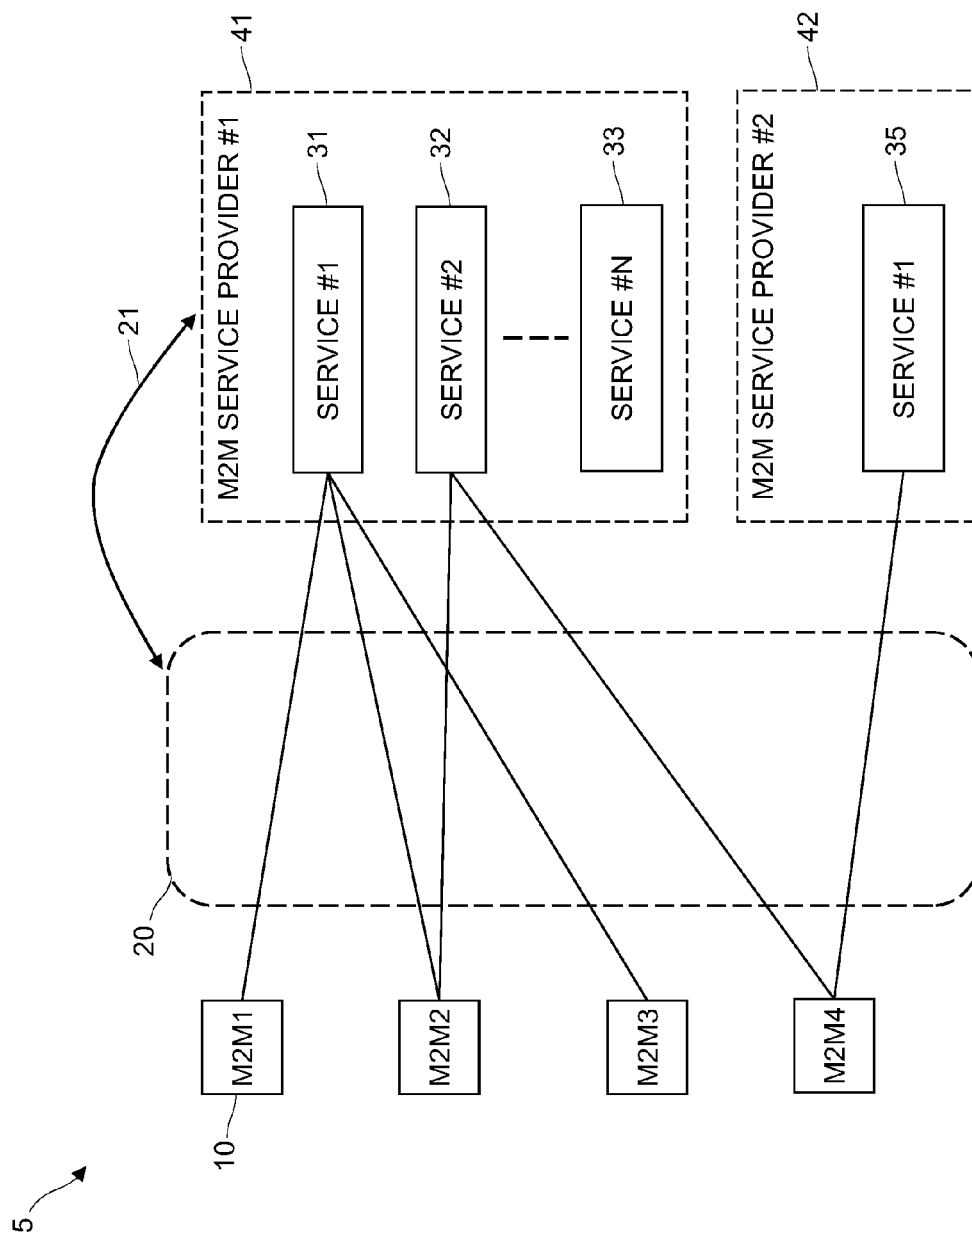 5
10
M2M1
M2M2
M2M3
M2M4
20
21
41
M2M SERVICE PROVIDER #1
SERVICE #1
31
SERVICE #2
32
SERVICE #N
33
42
M2M SERVICE PROVIDER #2
SERVICE #1
35